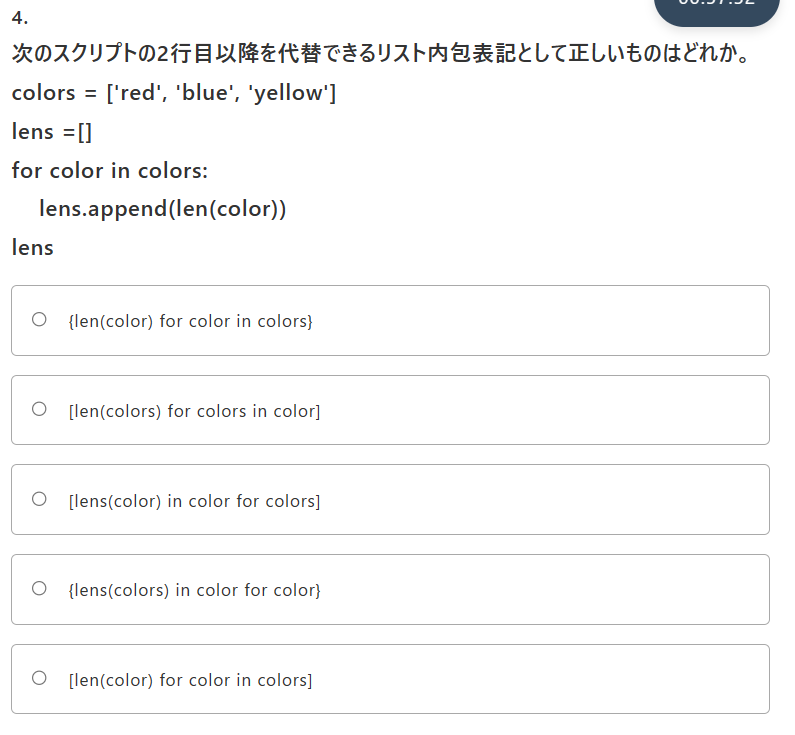 4.
次のスクリプトの2行目以降を代替できるリスト内包表記として正しいものはどれか。
colors = ['red', 'blue', 'yellow']
lens =[]
for color in colors:
lens.append(len(color))
lens
{len(color) for color in colors}
[len(colors) for colors in color]
[lens(color) in color for colors]
{lens(colors) in color for color}
[len(color) for color in colors]